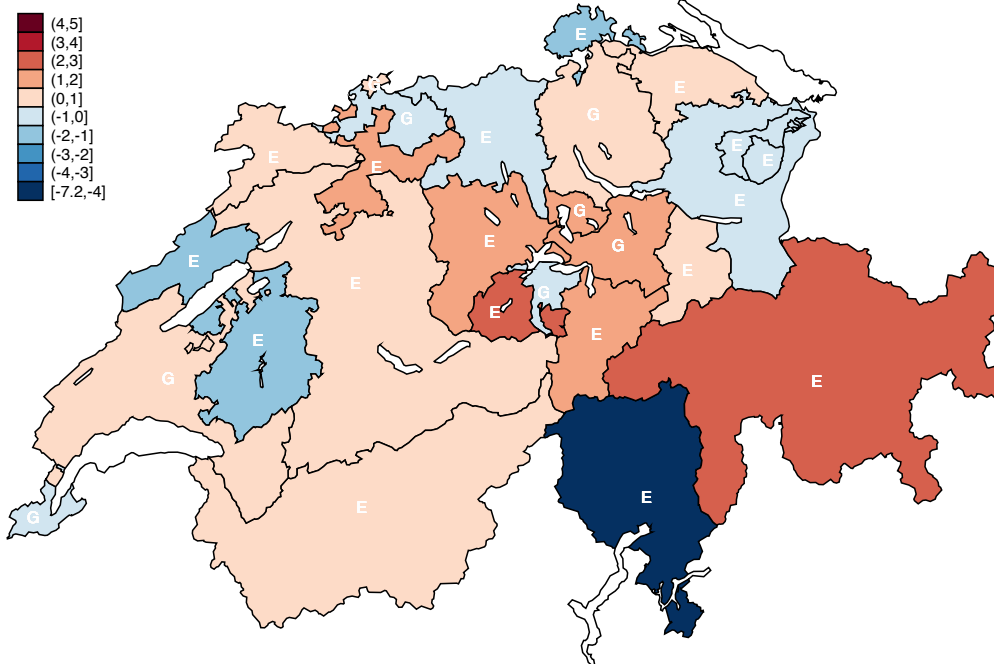 (4,5]
(3,4]
(2,3]
(1,2]
(0,1]
(-1,0]
(-2,-1]
(-3,-2]
(-4,-3]
[-7.2,-4]
E
E
G
G
E
E
E
E
E
E
G
E
G
E
E
E
E
G
E
E
E
G
E
E
E
G